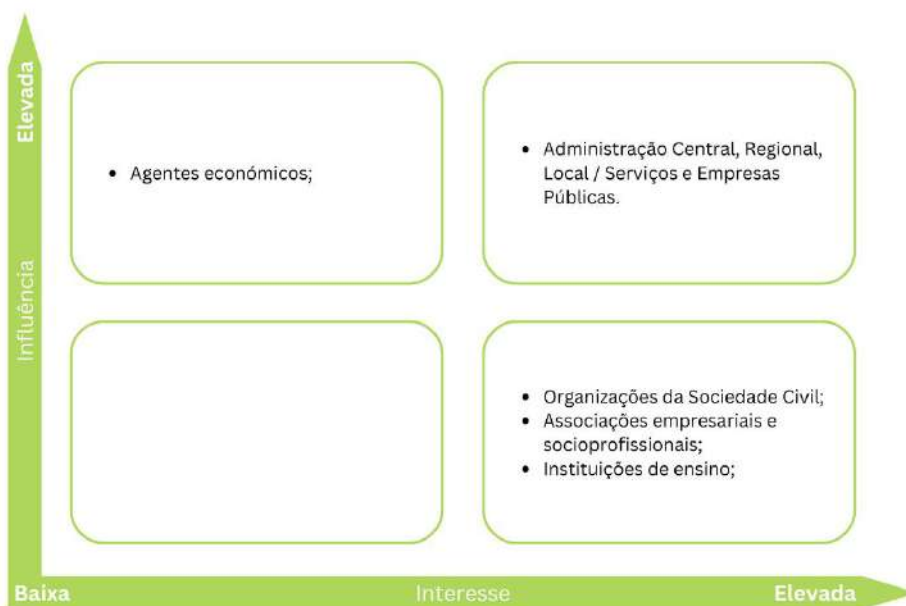 Elevada
Influência
• Agentes económicos;
• Administração Central, Regional,
Local / Serviços e Empresas
Públicas.
• Organizações da Sociedade Civil;
• Associações empresariais e
socioprofissionais;
• Instituições de ensino;
Baixa
Interesse
Elevada